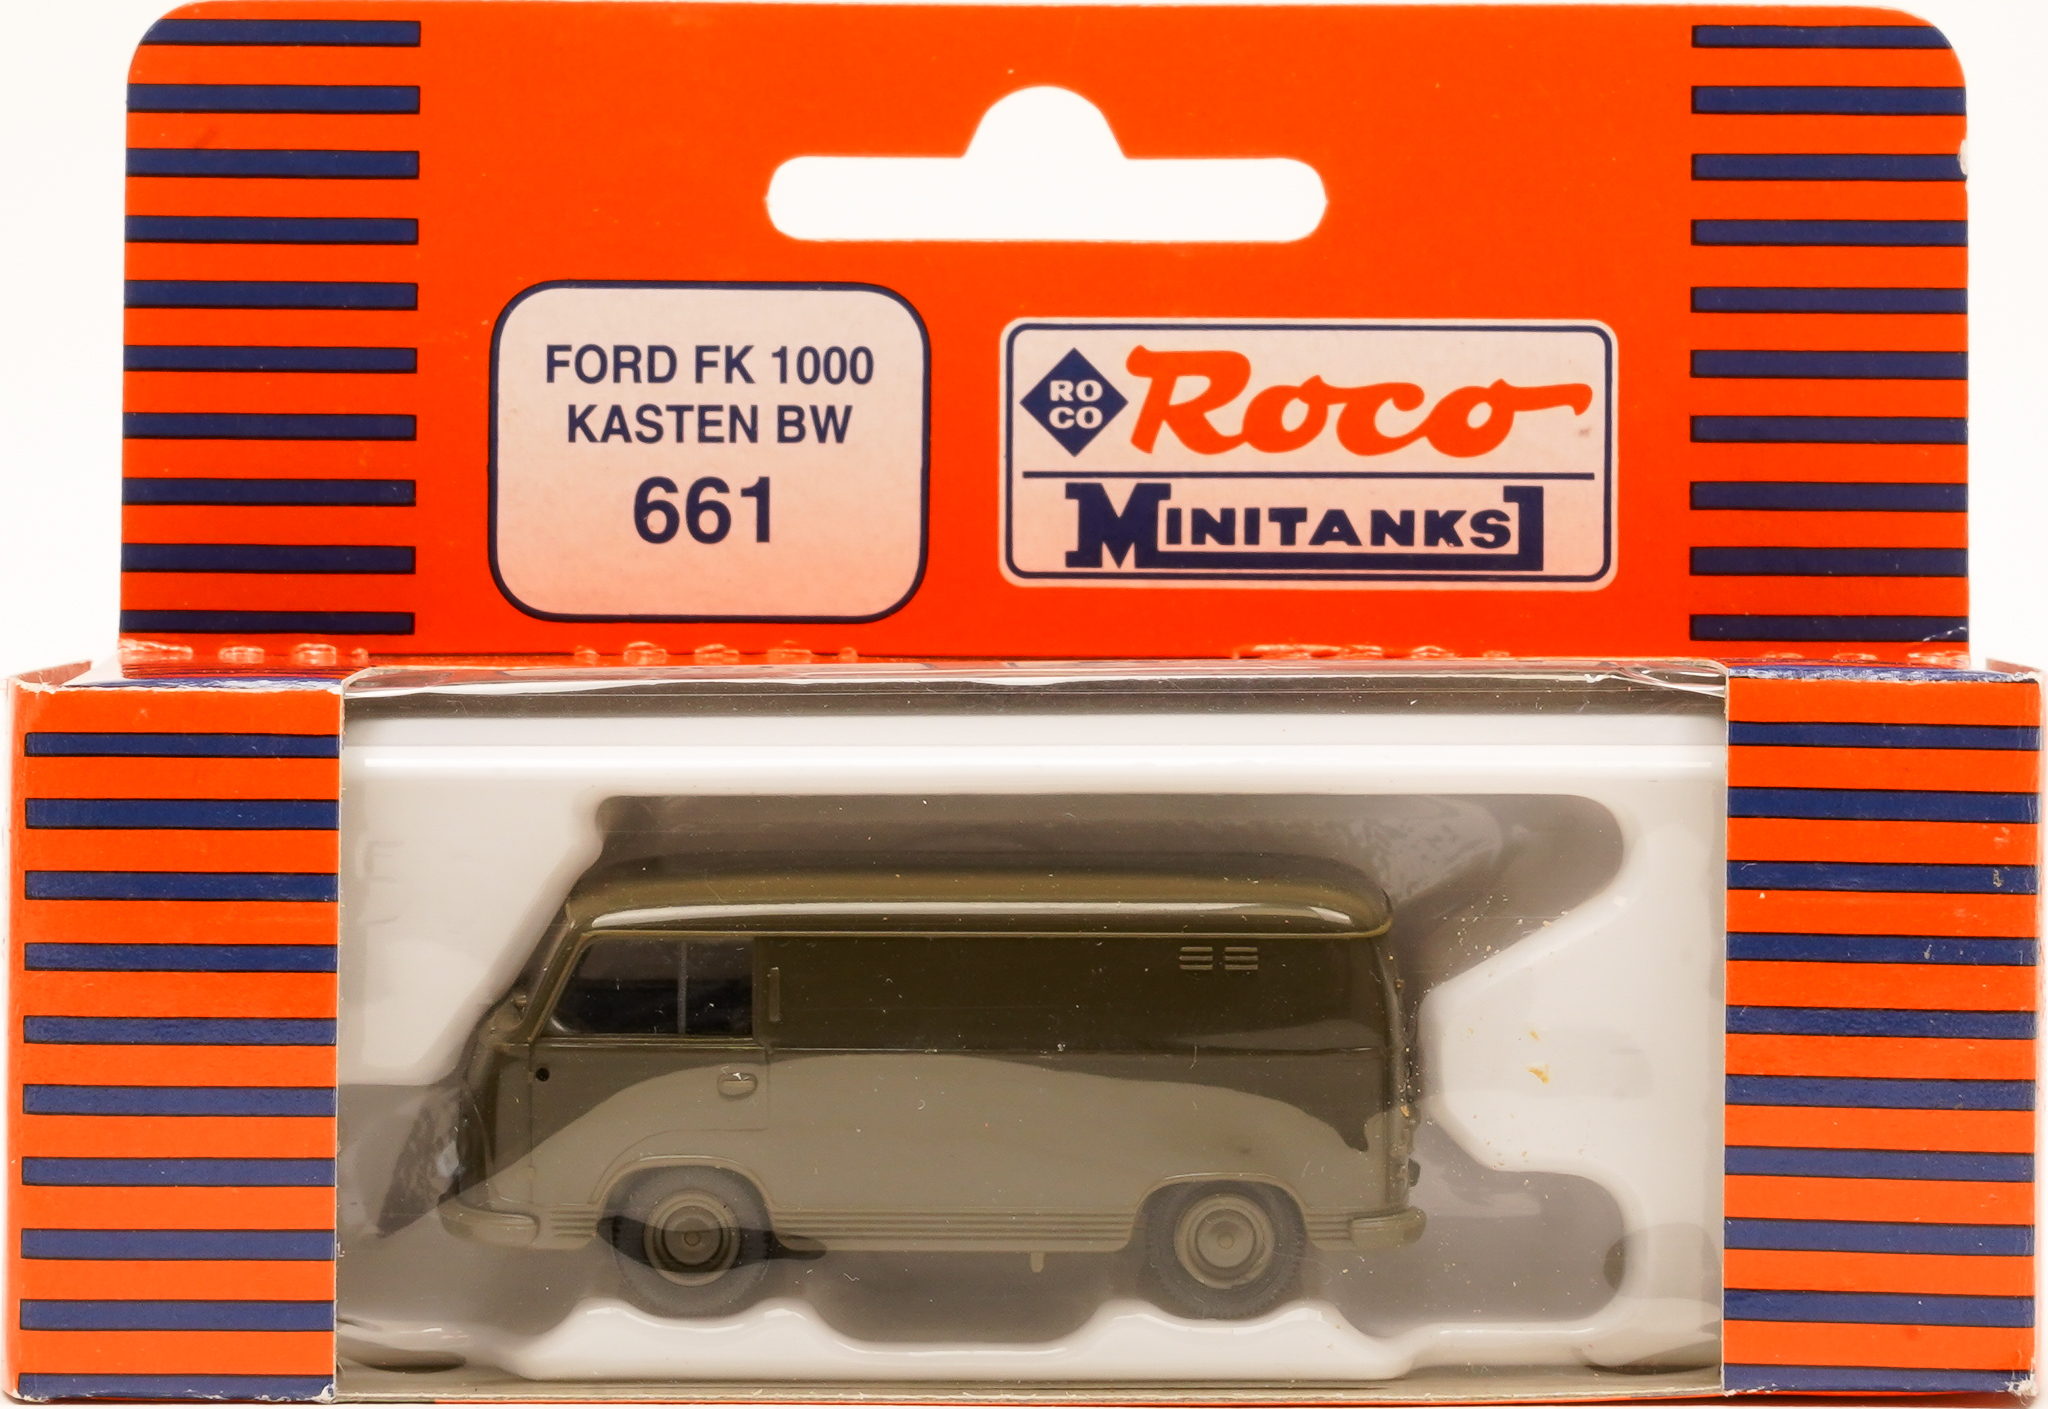 FORD FK 1000
KASTEN BW
661
RO
CO
Roco
MINITANKS